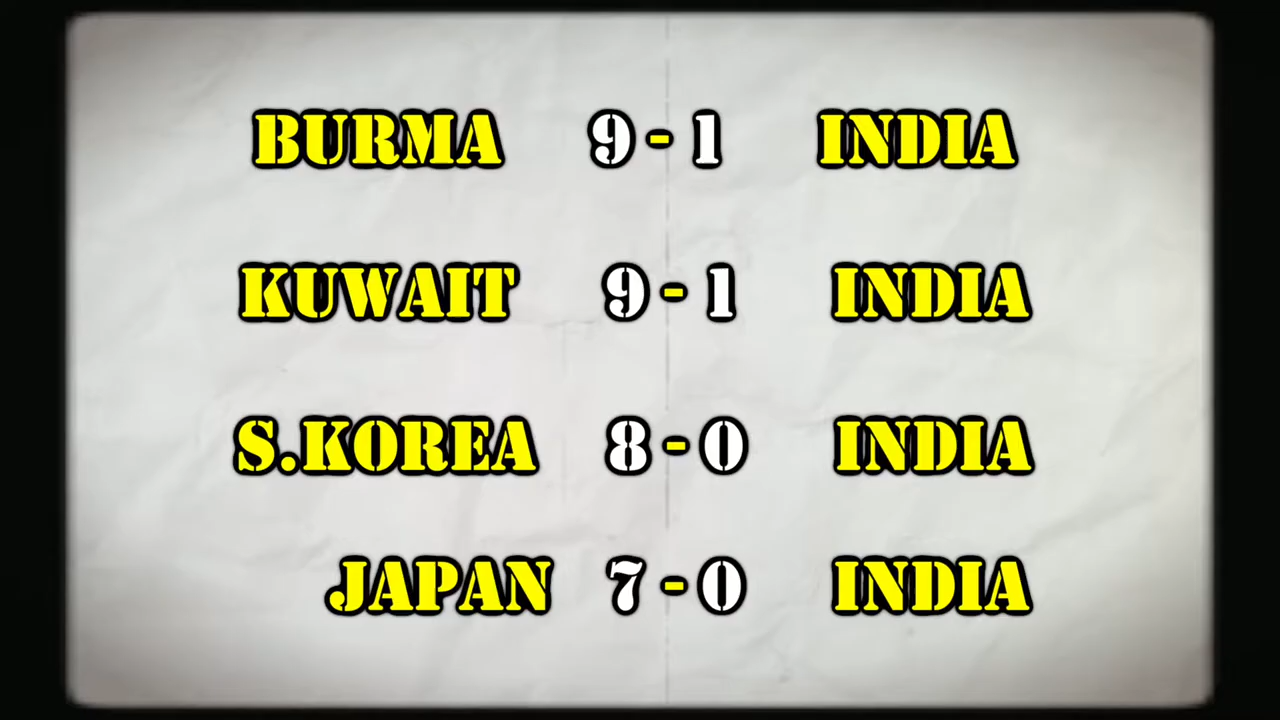 BURMA 9 - 1 INDIA
KUWAIT 9 - 1 INDIA
S.KOREA 8 - 0 INDIA
JAPAN 7 - 0 INDIA